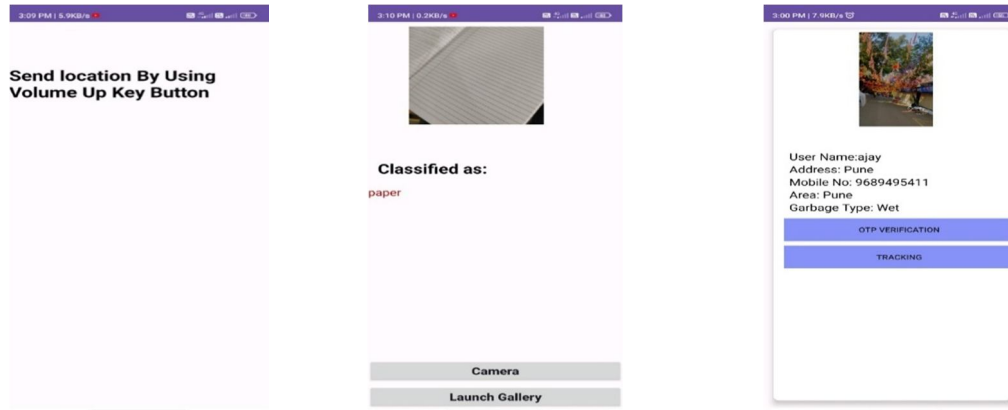 3:09 PM | 5.9KB/s
Send location By Using
Volume Up Key Button
3:10 PM | 0.2KB/s
Classified as:
paper
Camera
Launch Gallery
3:00 PM | 7.9KB/s
User Name:ajay
Address: Pune
Mobile No: 9689495411
Area: Pune
Garbage Type: Wet
OTP VERIFICATION
TRACKING